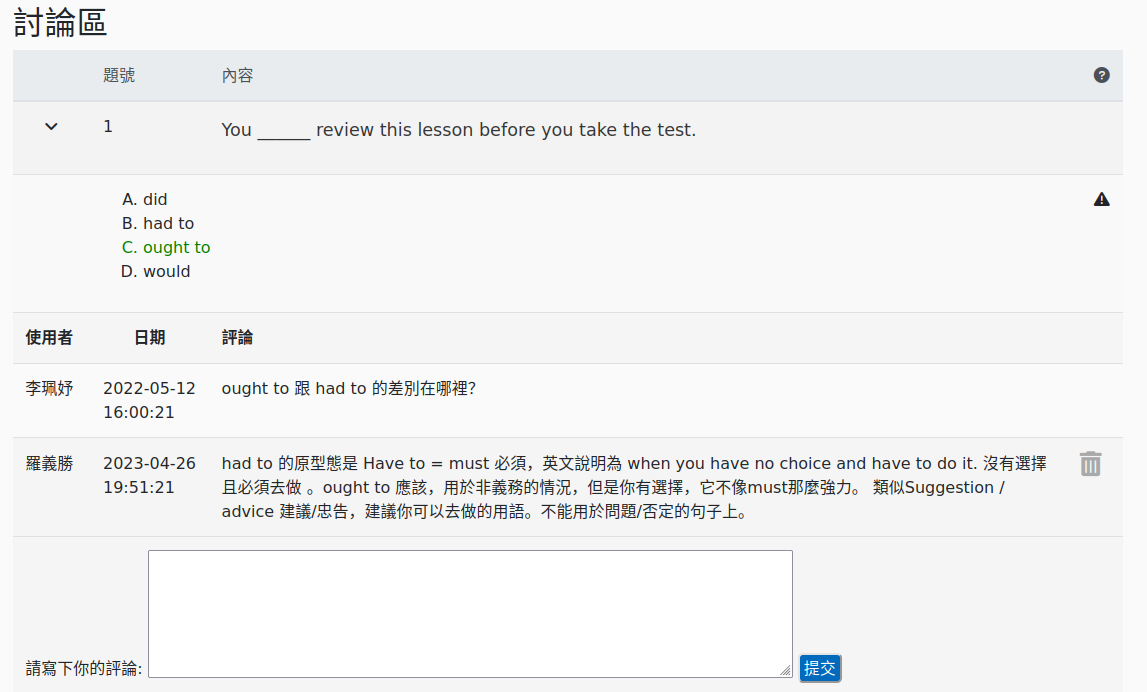 討論區
題號 內容
1 You ______ review this lesson before you take the test.
A. did
B. had to
C. ought to
D. would
使用者 日期 評論
李珮妤 2022-05-12 16:00:21 ought to 跟 had to 的差別在哪裡?
羅義勝 2023-04-26 19:51:21 had to 的原型態是 Have to = must 必須，英文說明為 when you have no choice and have to do it. 沒有選擇
且必須去做 。ought to 應該，用於非義務的情況，但是你有選擇，它不像must那麼強力。 類似Suggestion /
advice 建議/忠告，建議你可以去做的用語。不能用於問題/否定的句子上。
請寫下你的評論: 提交